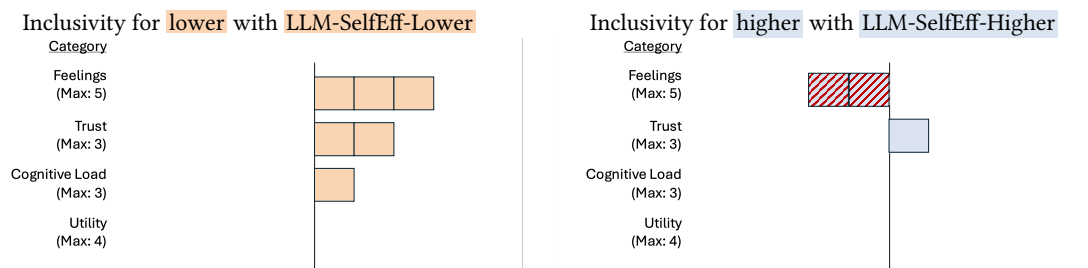 Inclusivity for lower with LLM-SelfEff-Lower
Category
Feelings
(Max: 5)
Trust
(Max: 3)
Cognitive Load
(Max: 3)
Utility
(Max: 4)
Inclusivity for higher with LLM-SelfEff-Higher
Category
Feelings
(Max: 5)
Trust
(Max: 3)
Cognitive Load
(Max: 3)
Utility
(Max: 4)